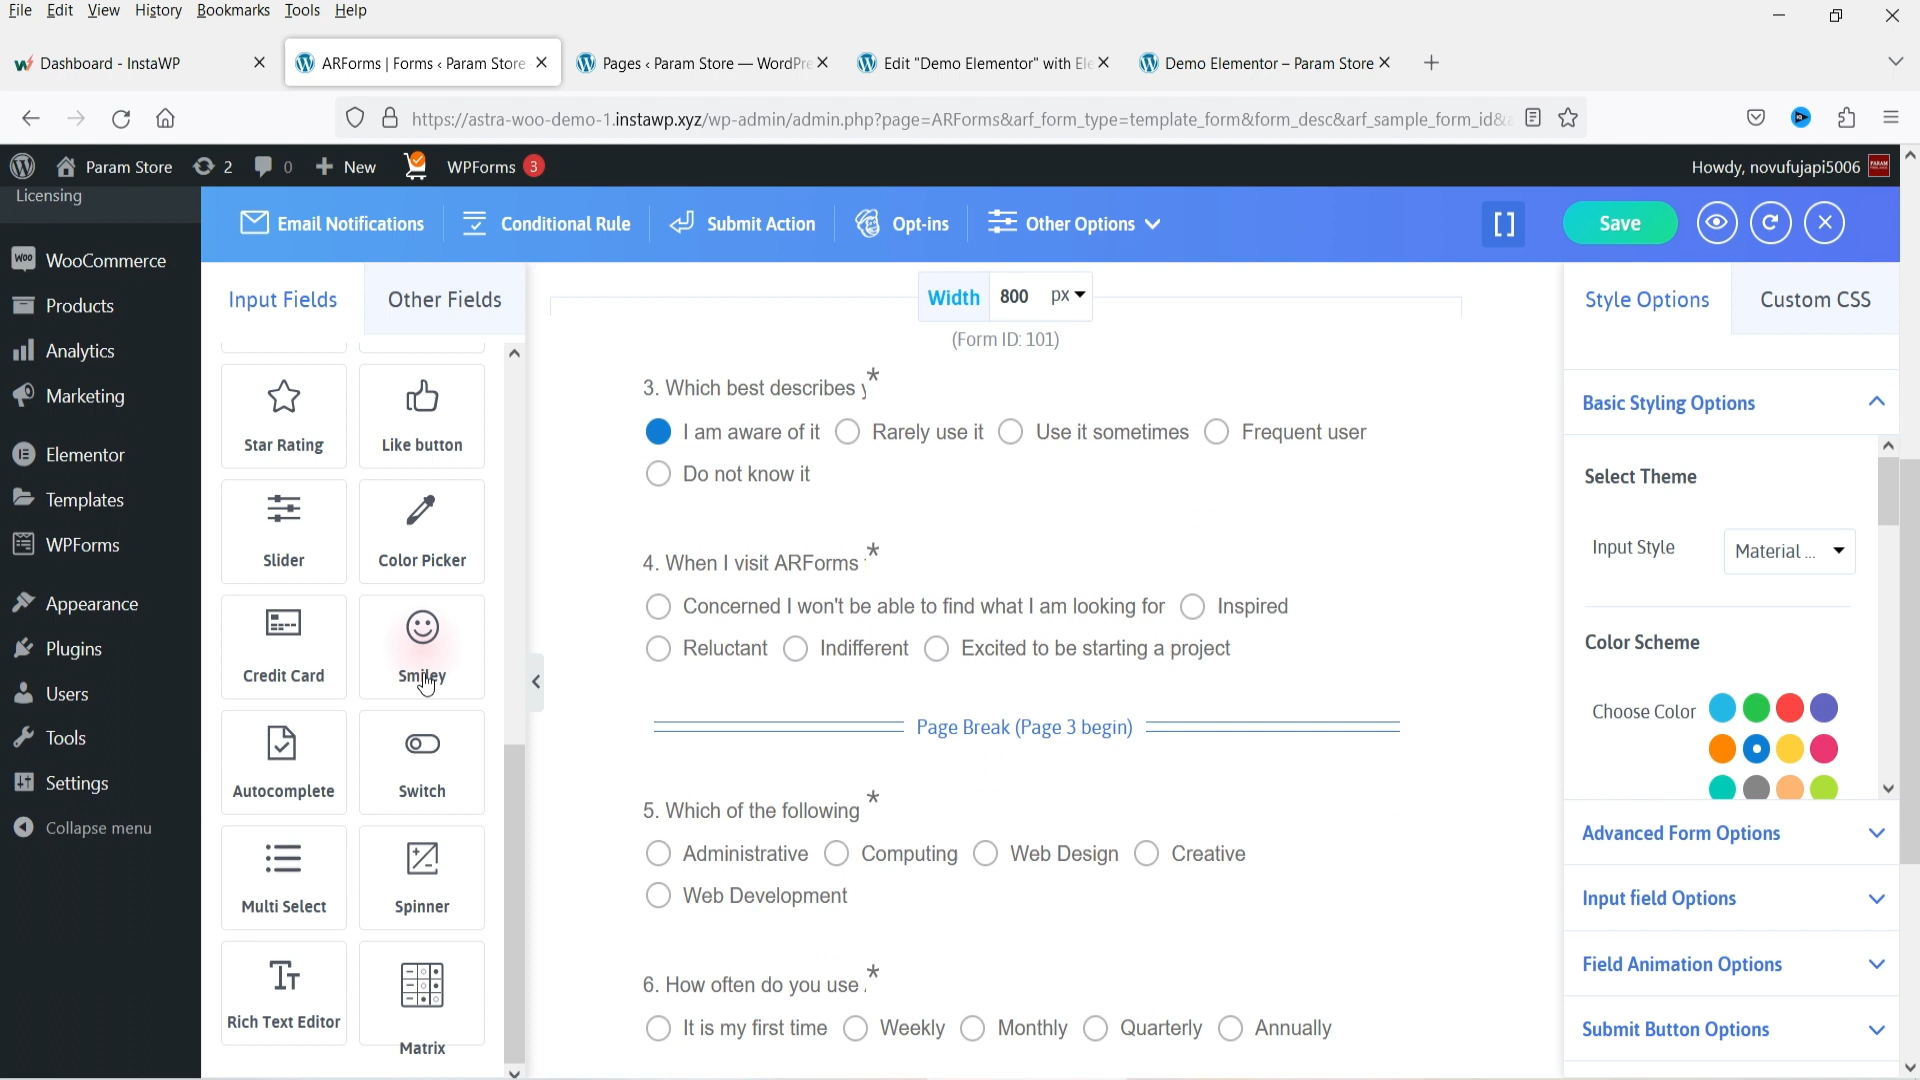 File Edit View History Bookmarks Tools Help
Dashboard - InstaWP
ARForms | Forms ‹ Param Store
Pages ‹ Param Store — WordPre
Edit "Demo Elementor" with Ele
Demo Elementor – Param Store
https://astra-woo-demo-1.instawp.xyz/wp-admin/admin.php?page=ARForms&arf_form_type=template_form&form_desc&arf_sample_form_id&
Param Store 2 0 New WPForms 3 Howdy, novufujapi5006
Licensing
WooCommerce
Products
Analytics
Marketing
Elementor
Templates
WPForms
Appearance
Plugins
Users
Tools
Settings
Collapse menu
Email Notifications Conditional Rule Submit Action Opt-ins Other Options Save
Input Fields Other Fields
Star Rating Like button
Slider Color Picker
Credit Card Smiley
Autocomplete Switch
Multi Select Spinner
Rich Text Editor Matrix
Width 800 px
(Form ID: 101)
3. Which best describes y*
I am aware of it Rarely use it Use it sometimes Frequent user
Do not know it
4. When I visit ARForms *
Concerned I won't be able to find what I am looking for Inspired
Reluctant Indifferent Excited to be starting a project
Page Break (Page 3 begin)
5. Which of the following *
Administrative Computing Web Design Creative
Web Development
6. How often do you use *
It is my first time Weekly Monthly Quarterly Annually
Style Options Custom CSS
Basic Styling Options
Select Theme
Input Style Material ...
Color Scheme
Choose Color
Advanced Form Options
Input field Options
Field Animation Options
Submit Button Options